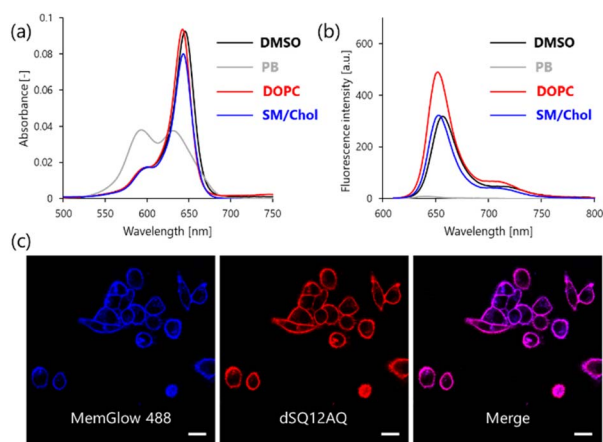 (a)
0.1
0.08
0.06
0.04
0.02
0
Absorbance [-]
500 550 600 650 700 750
Wavelength [nm]
DMSO
PB
DOPC
SM/Chol
(b)
600
400
200
0
Fluorescence intensity [a.u.]
600 650 700 750 800
Wavelength [nm]
DMSO
PB
DOPC
SM/Chol
(c)
MemGlow 488
dSQ12AQ
Merge